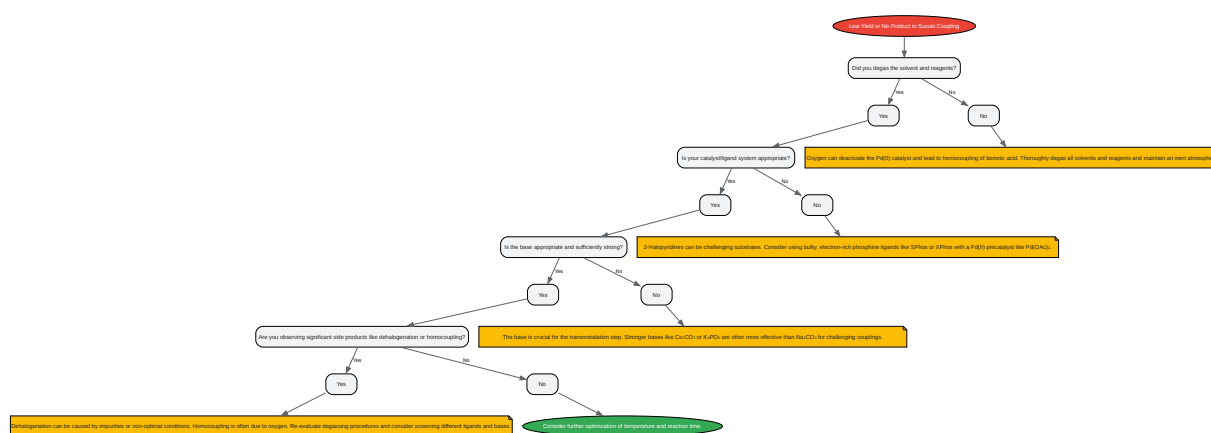 Low Yield or No Product in Suzuki Coupling
Did you degas the solvent and reagents?
Yes
No
Yes
No
Is your catalyst/ligand system appropriate?
Oxygen can deactivate the Pd(0) catalyst and lead to homocoupling of boronic acid. Thoroughly degas all solvents and reagents and maintain an inert atmosphe
Yes
No
Yes
No
Is the base appropriate and sufficiently strong?
2-Halopyridines can be challenging substrates. Consider using bulky, electron-rich phosphine ligands like SPhos or XPhos with a Pd(II) precatalyst like Pd(OAc)₂.
Yes
No
Yes
No
Are you observing significant side products like dehalogenation or homocoupling?
The base is crucial for the transmetalation step. Stronger bases like Cs₂CO₃ or K₃PO₄ are often more effective than Na₂CO₃ for challenging couplings.
Yes
No
Yes
No
Dehalogenation can be caused by impurities or non-optimal conditions. Homocoupling is often due to oxygen. Re-evaluate degassing procedures and consider screening different ligands and bases.
Consider further optimization of temperature and reaction time.